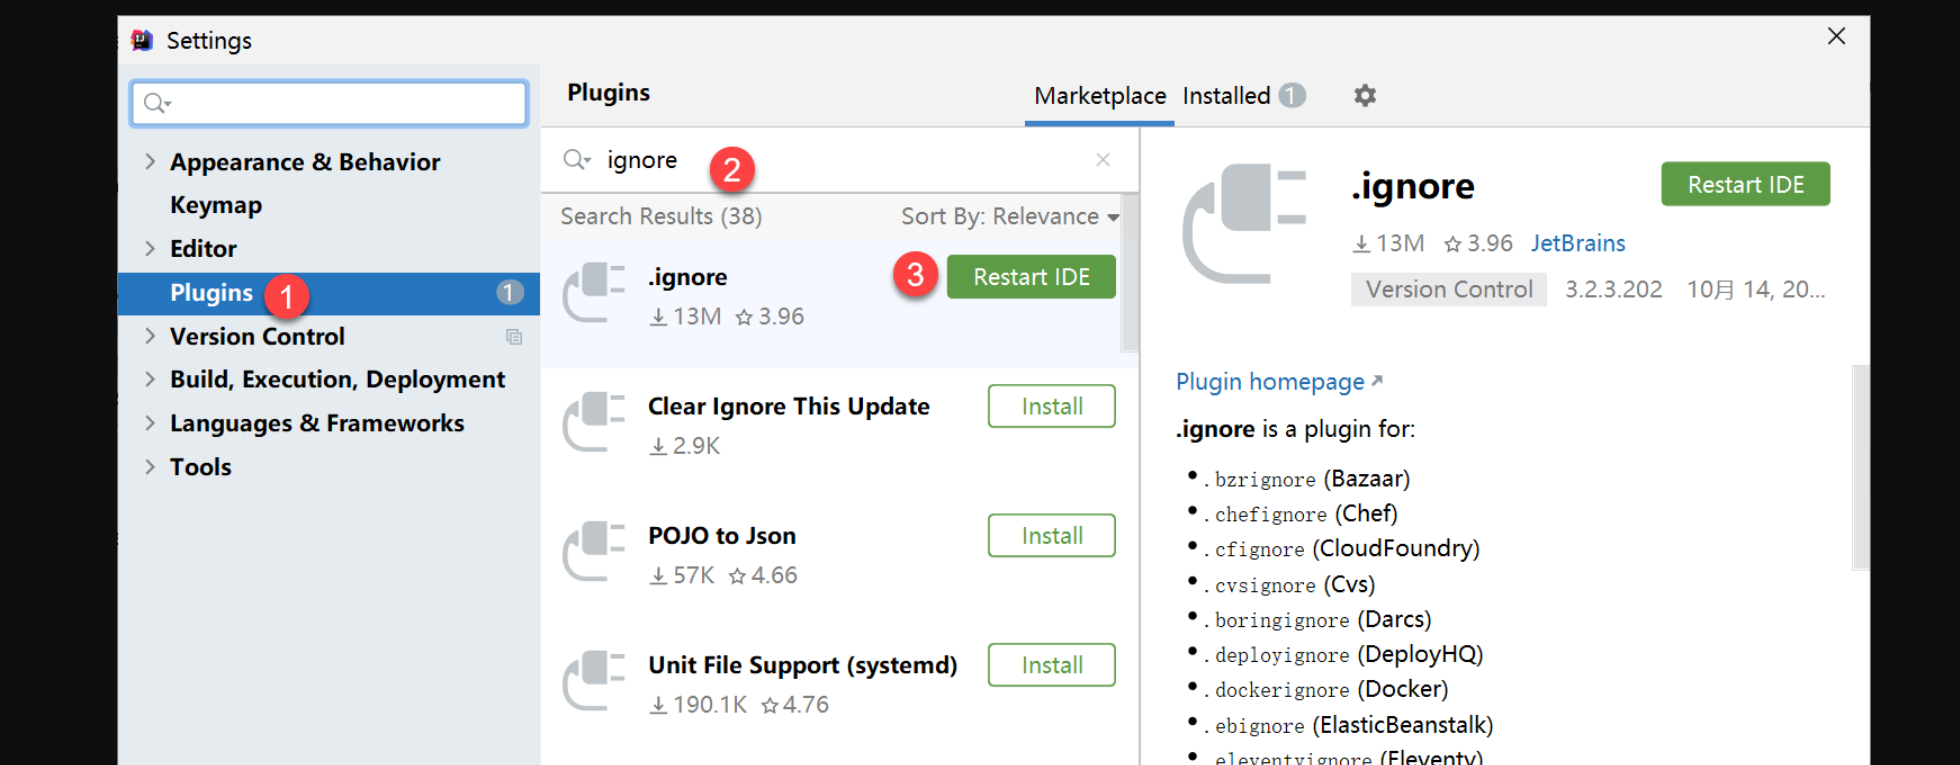 Settings
Appearance & Behavior
Keymap
Editor
Plugins 1 1
Version Control
Build, Execution, Deployment
Languages & Frameworks
Tools
Plugins
Marketplace Installed 1
ignore 2
Search Results (38) Sort By: Relevance
.ignore 3 Restart IDE
13M 3.96
Clear Ignore This Update Install
2.9K
POJO to Json Install
57K 4.66
Unit File Support (systemd) Install
190.1K 4.76
.ignore Restart IDE
13M 3.96 JetBrains
Version Control 3.2.3.202 10月 14, 20...
Plugin homepage
.ignore is a plugin for:
.bzrignore (Bazaar)
.chefignore (Chef)
.cfignore (CloudFoundry)
.cvsignore (Cvs)
.boringignore (Darcs)
.deployignore (DeployHQ)
.dockerignore (Docker)
.ebignore (ElasticBeanstalk)
.eleventyignore (Eleventy)